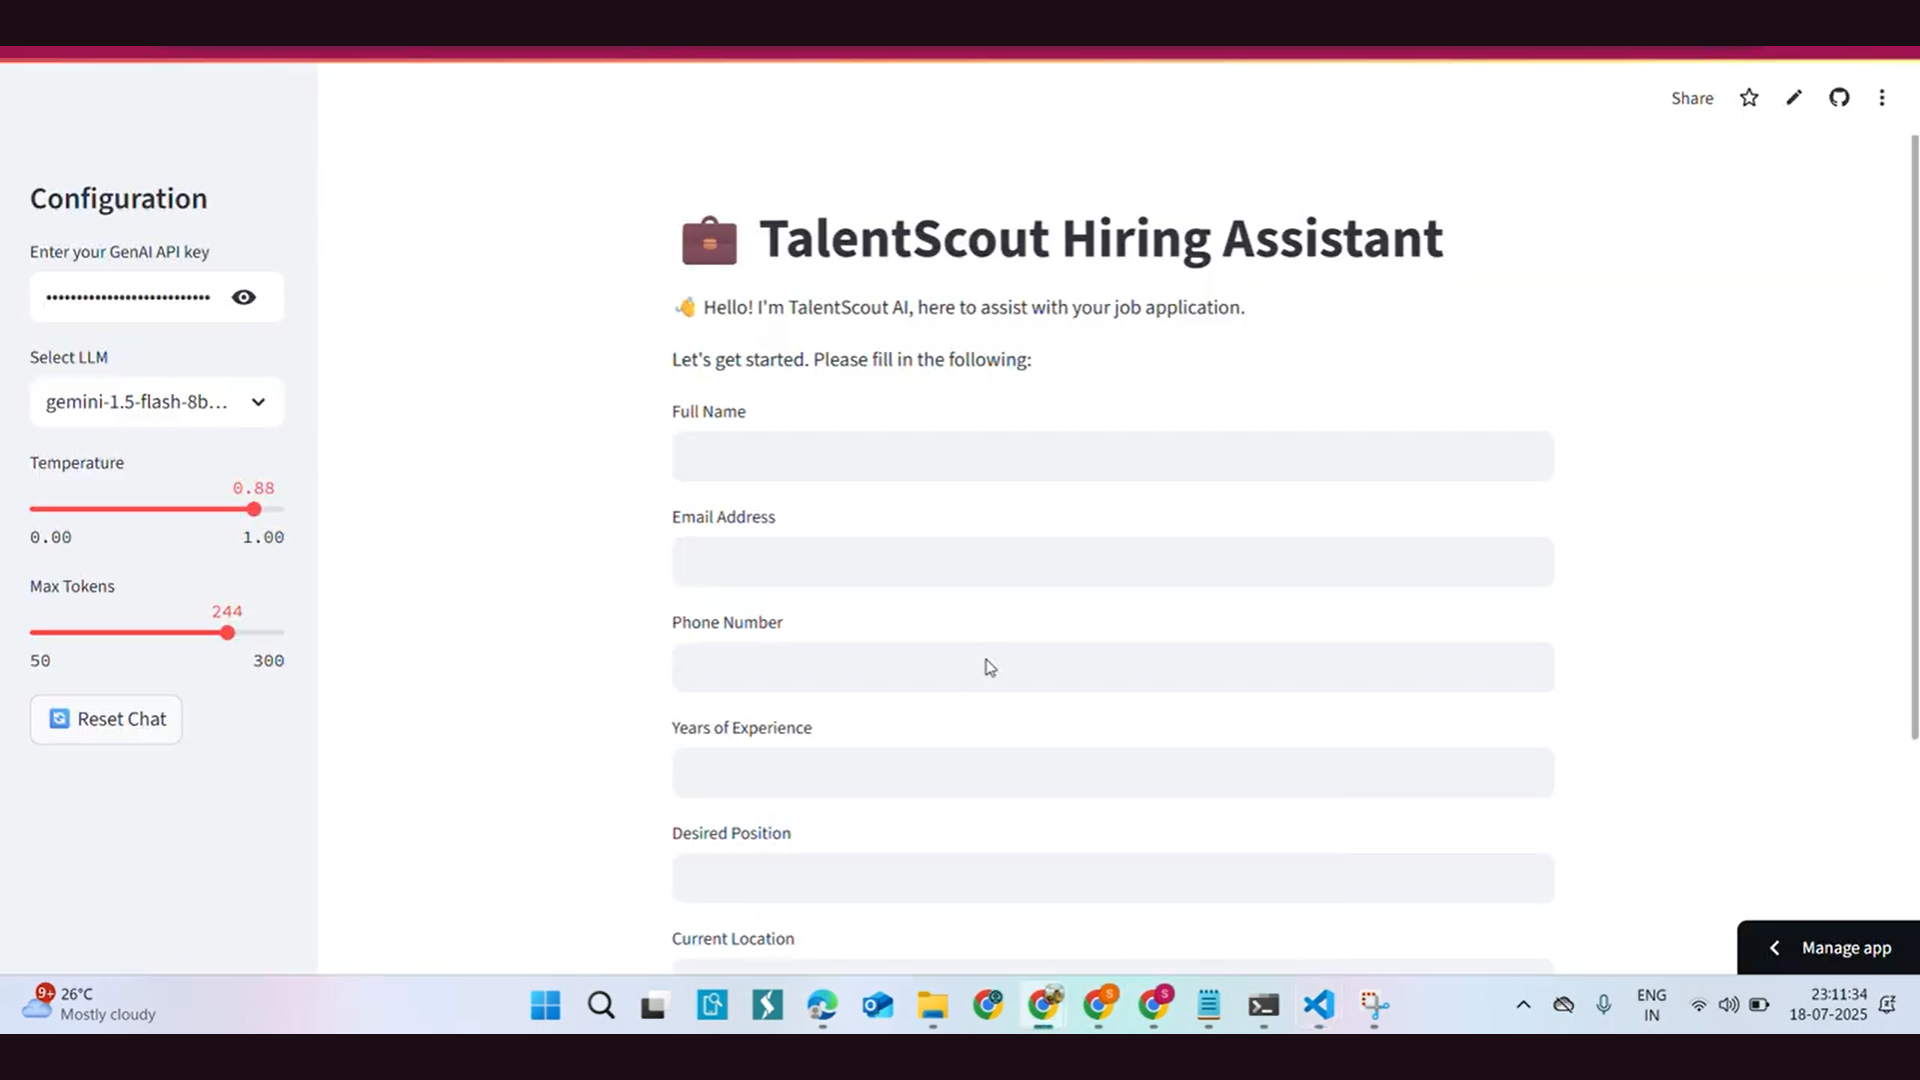 Share
Configuration
Enter your GenAI API key
Select LLM
gemini-1.5-flash-8b...
Temperature
0.88
0.00 1.00
Max Tokens
244
50 300
Reset Chat
TalentScout Hiring Assistant
Hello! I'm TalentScout AI, here to assist with your job application.
Let's get started. Please fill in the following:
Full Name
Email Address
Phone Number
Years of Experience
Desired Position
Current Location
Manage app
9+
26°C
Mostly cloudy
S
S
ENG
IN
23:11:34
18-07-2025